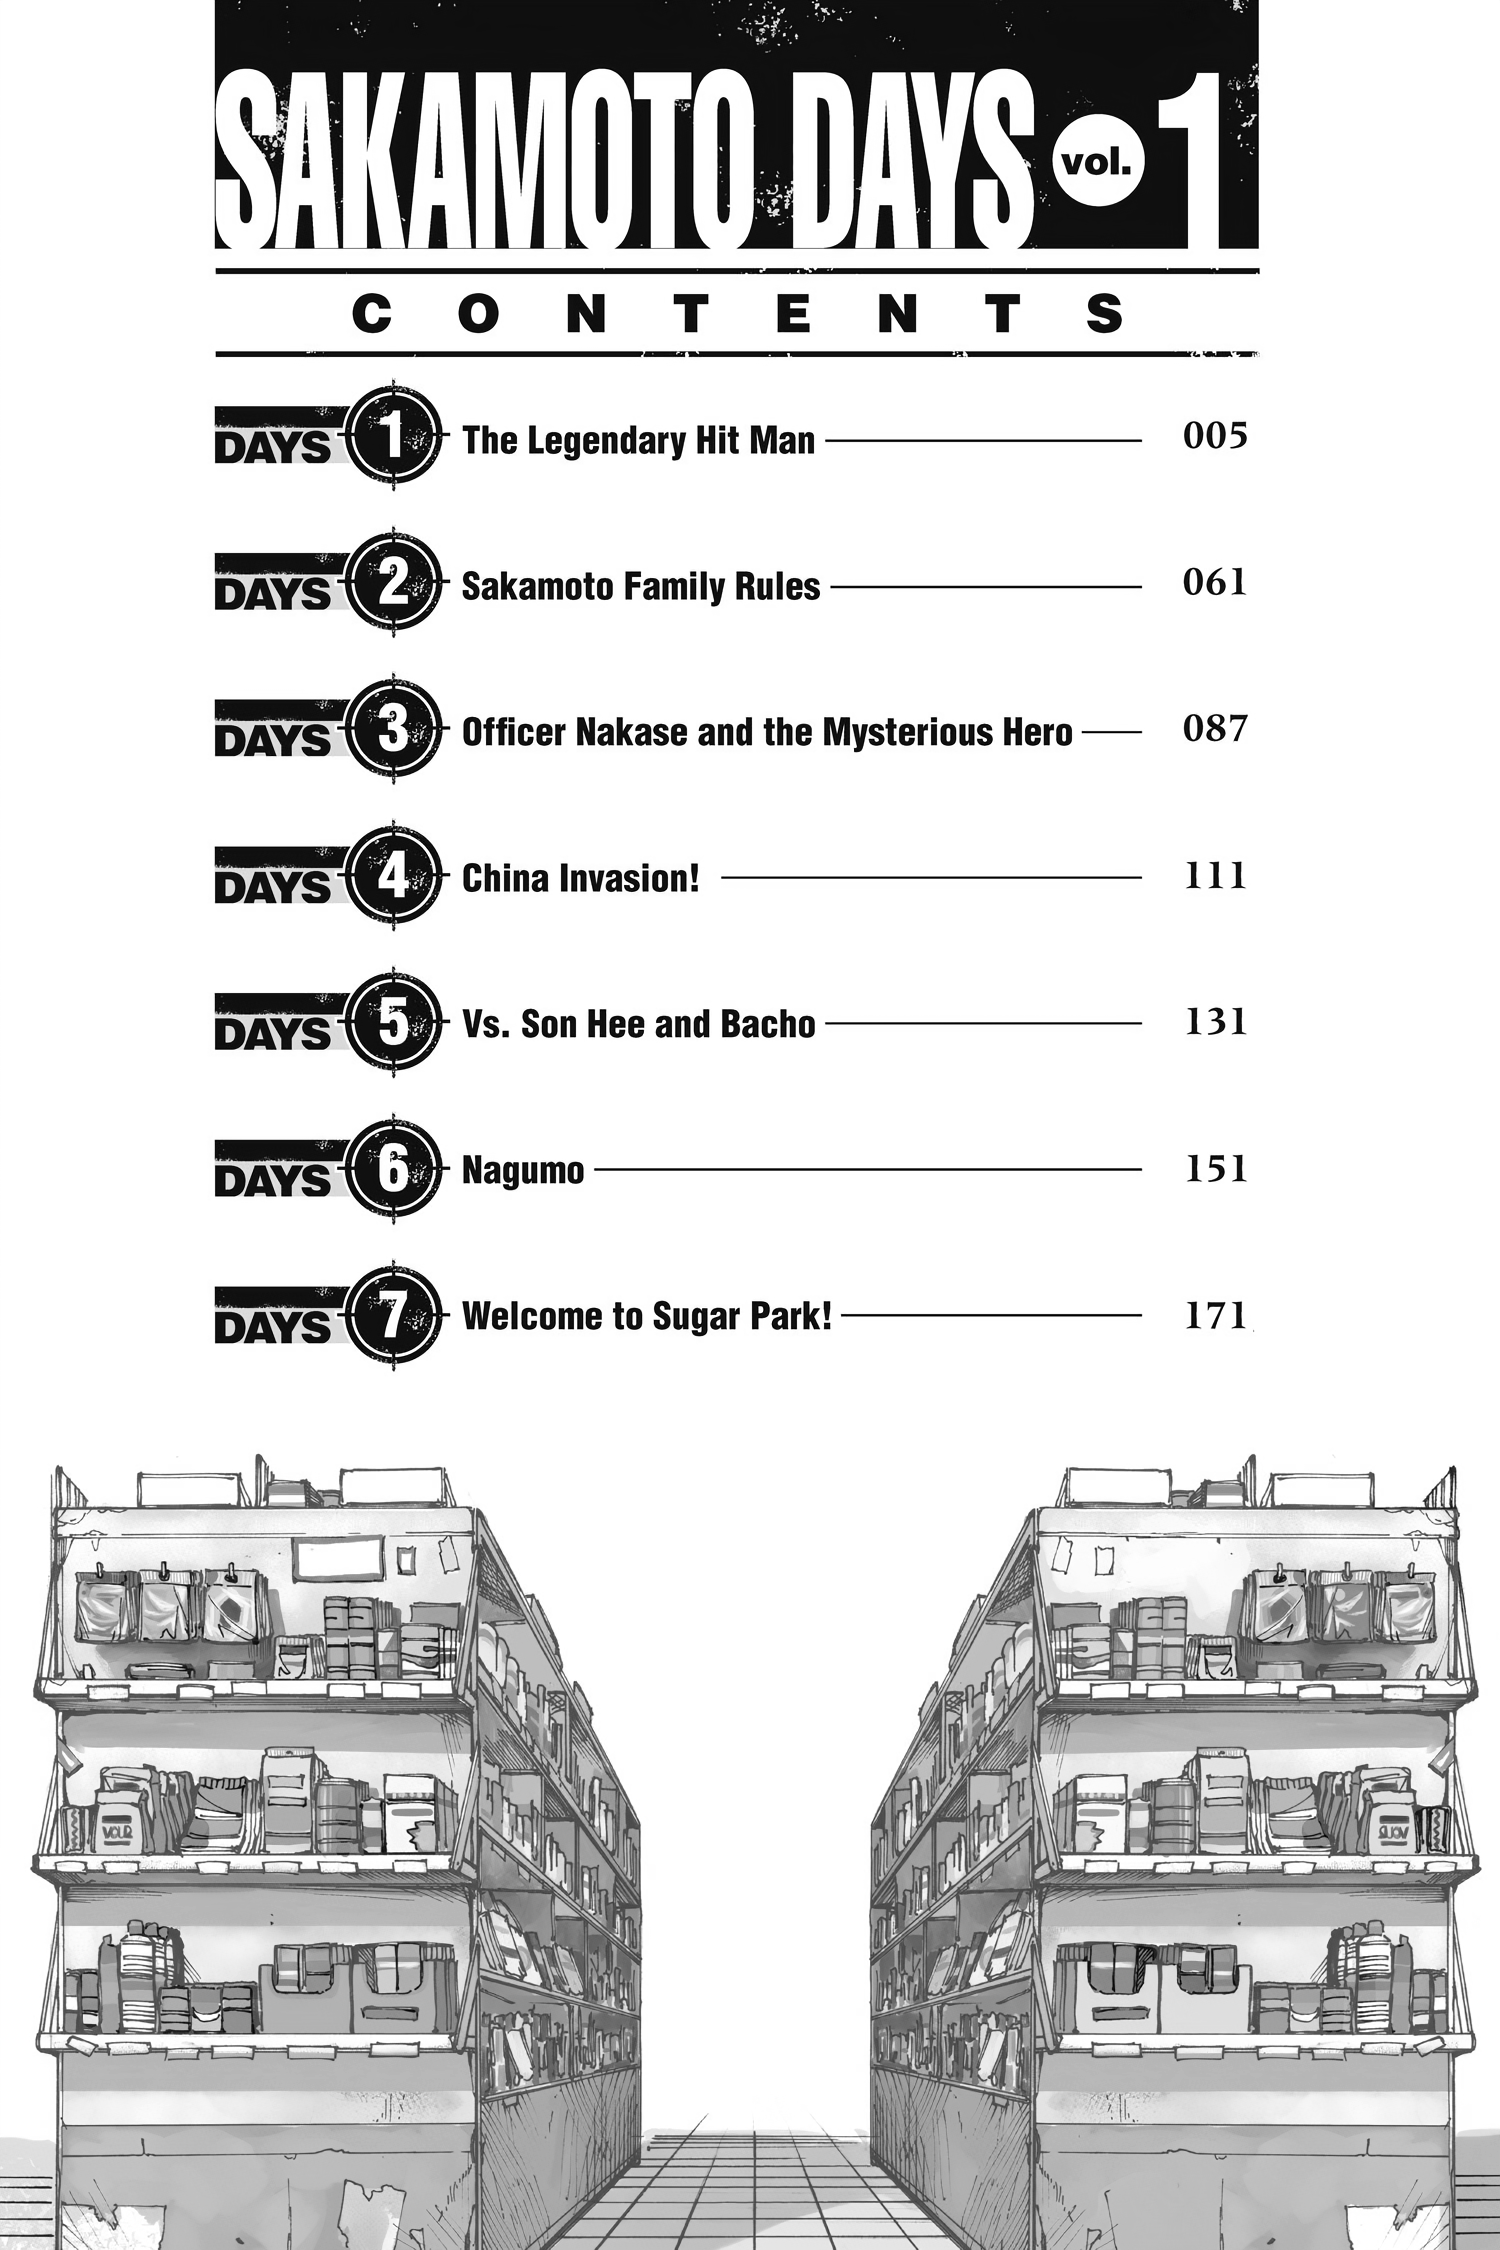 SAKAMOTO DAYS vol. 1
CONTENTS
DAYS 1 The Legendary Hit Man 005
DAYS 2 Sakamoto Family Rules 061
DAYS 3 Officer Nakase and the Mysterious Hero 087
DAYS 4 China Invasion! 111
DAYS 5 Vs. Son Hee and Bacho 131
DAYS 6 Nagumo 151
DAYS 7 Welcome to Sugar Park! 171